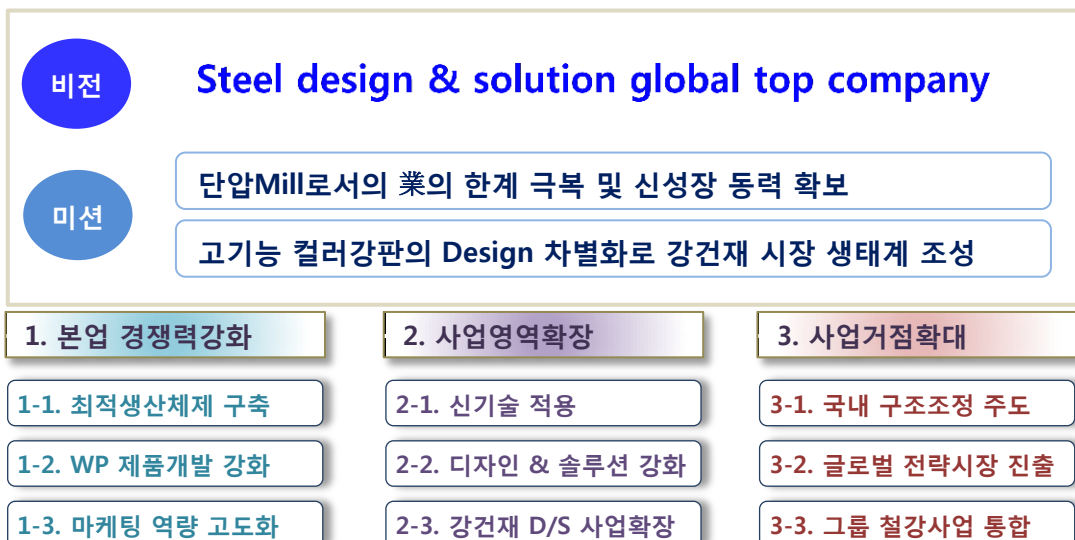 비전
Steel design & solution global top company
미션
단압Mill로서의 業의 한계 극복 및 신성장 동력 확보
고기능 컬러강판의 Design 차별화로 강건재 시장 생태계 조성
1. 본업 경쟁력강화
1-1. 최적생산체제 구축
1-2. WP 제품개발 강화
1-3. 마케팅 역량 고도화
2. 사업영역확장
2-1. 신기술 적용
2-2. 디자인 & 솔루션 강화
2-3. 강건재 D/S 사업확장
3. 사업거점확대
3-1. 국내 구조조정 주도
3-2. 글로벌 전략시장 진출
3-3. 그룹 철강사업 통합